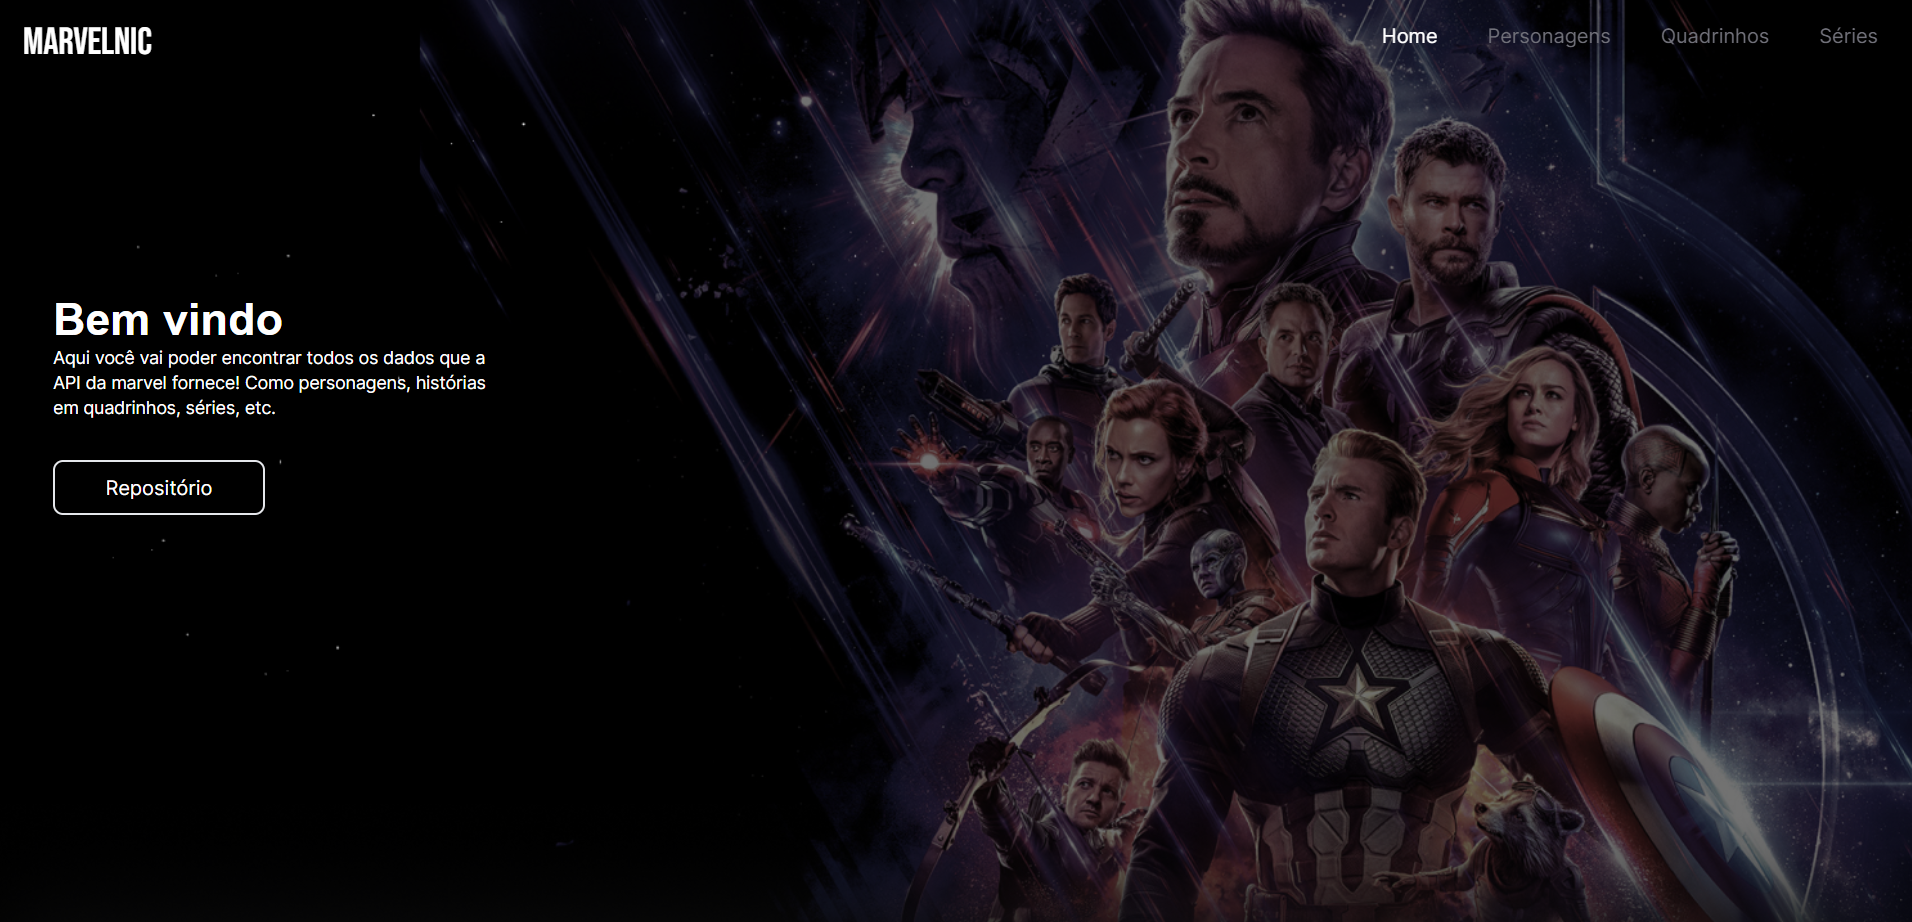 MARVELNIC
Home Personagens Quadrinhos Séries
Bem vindo
Aqui você vai poder encontrar todos os dados que a
API da marvel fornece! Como personagens, histórias
em quadrinhos, séries, etc.
Repositório